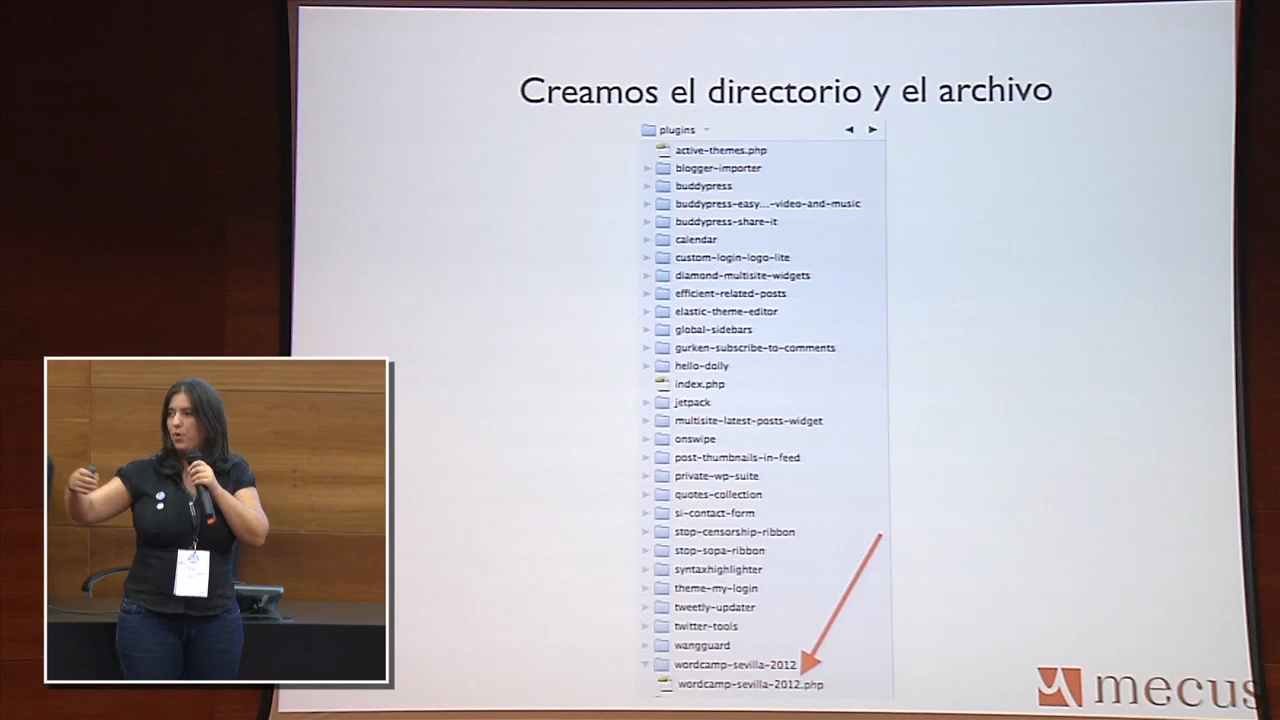 Creamos el directorio y el archivo
plugins
active-themes.php
blogger-importer
buddypress
buddypress-easy...-video-and-music
buddypress-share-it
calendar
custom-login-logo-lite
diamond-multisite-widgets
efficient-related-posts
elastic-theme-editor
global-sidebars
gurken-subscribe-to-comments
hello-dolly
index.php
jetpack
multisite-latest-posts-widget
onswipe
post-thumbnails-in-feed
private-wp-suite
quotes-collection
si-contact-form
stop-censorship-ribbon
stop-sopa-ribbon
syntaxhighlighter
theme-my-login
tweetly-updater
twitter-tools
wangguard
wordcamp-sevilla-2012
wordcamp-sevilla-2012.php
mecus